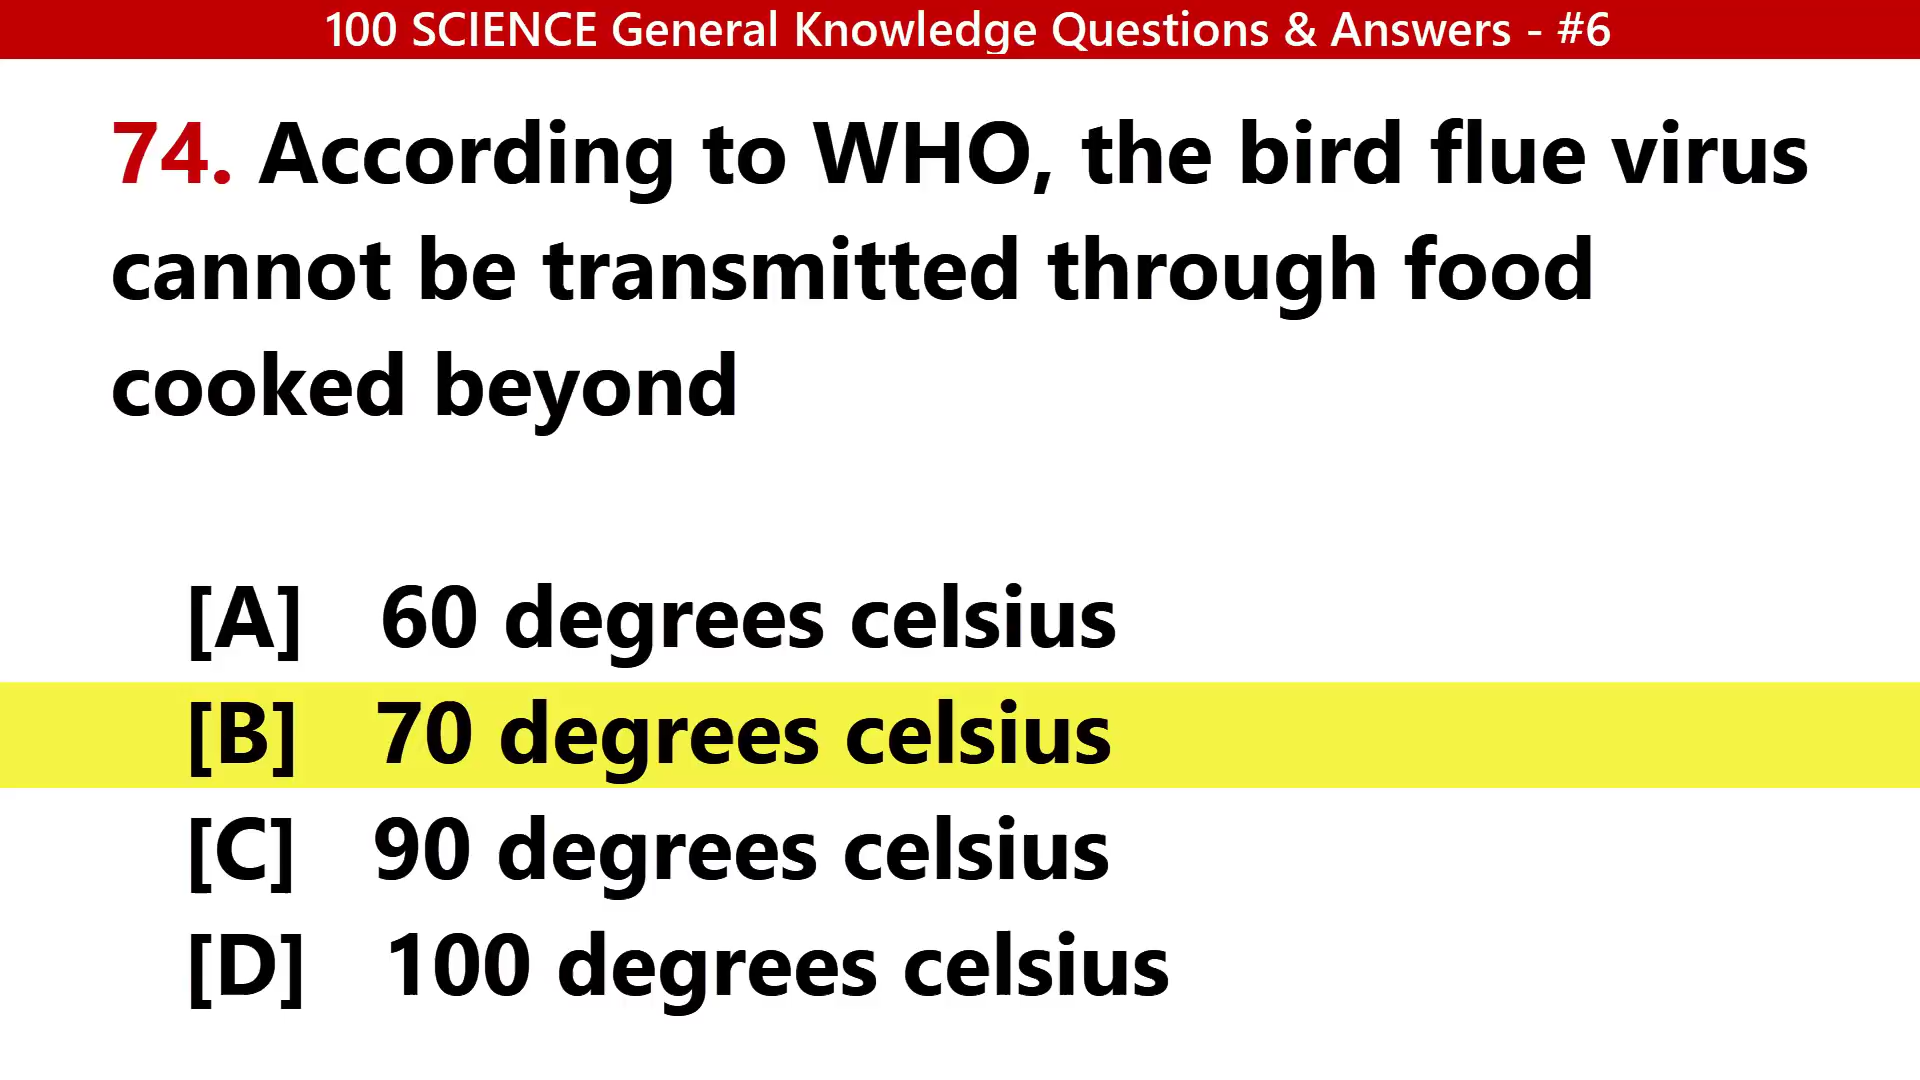 100 SCIENCE General Knowledge Questions & Answers - #6
74. According to WHO, the bird flue virus
cannot be transmitted through food
cooked beyond
[A] 60 degrees celsius
[B] 70 degrees celsius
[C] 90 degrees celsius
[D] 100 degrees celsius